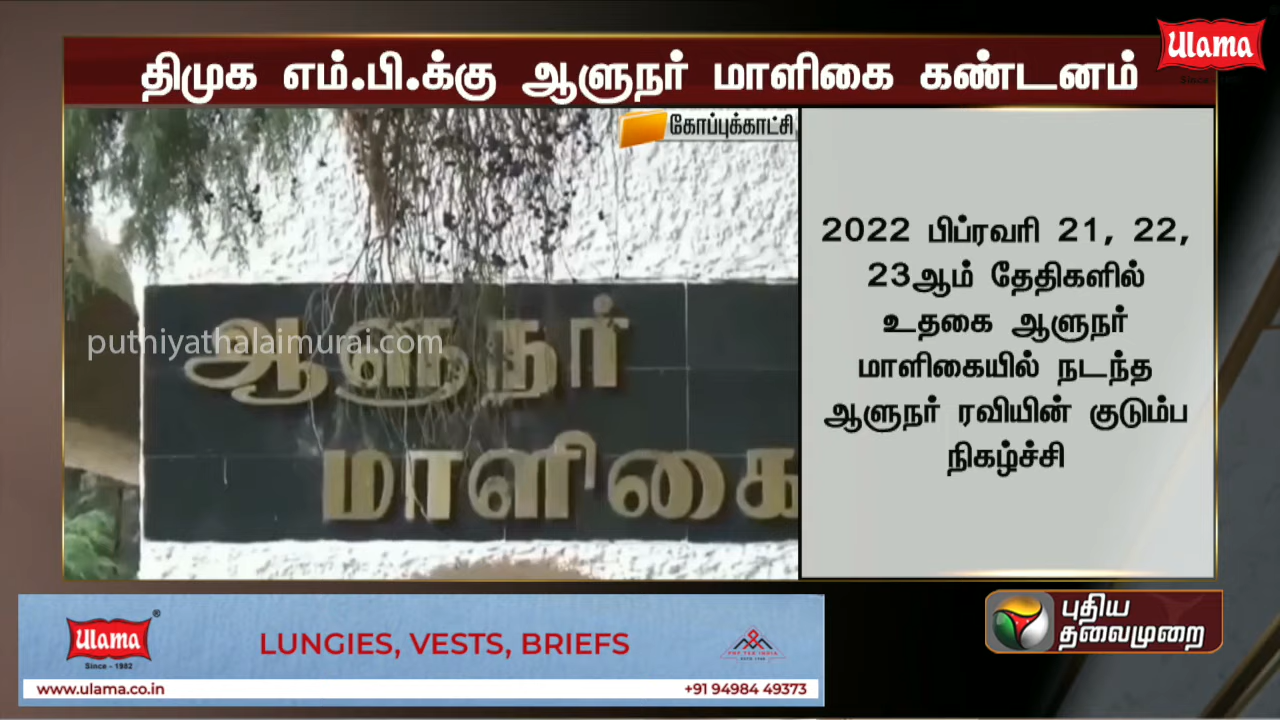 திமுக எம்.பி.க்கு ஆளுநர் மாளிகை கண்டனம்
Ulama
கோப்புக்காட்சி
ஆளுநர்
மாளிகை
puthiyathalaimurai.com
2022 பிப்ரவரி 21, 22,
23ஆம் தேதிகளில்
உதகை ஆளுநர்
மாளிகையில் நடந்த
ஆளுநர் ரவியின் குடும்ப
நிகழ்ச்சி
Ulama®
Since - 1982
LUNGIES, VESTS, BRIEFS
www.ulama.co.in
+91 94984 49373
புதிய
தலைமுறை